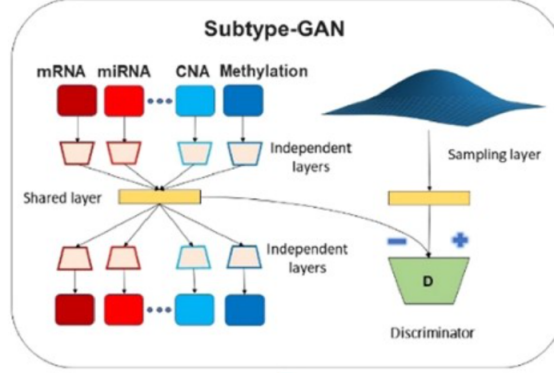 Subtype-GAN
mRNA miRNA CNA Methylation
Independent
layers
Sampling layer
Shared layer
Independent
layers
D
Discriminator